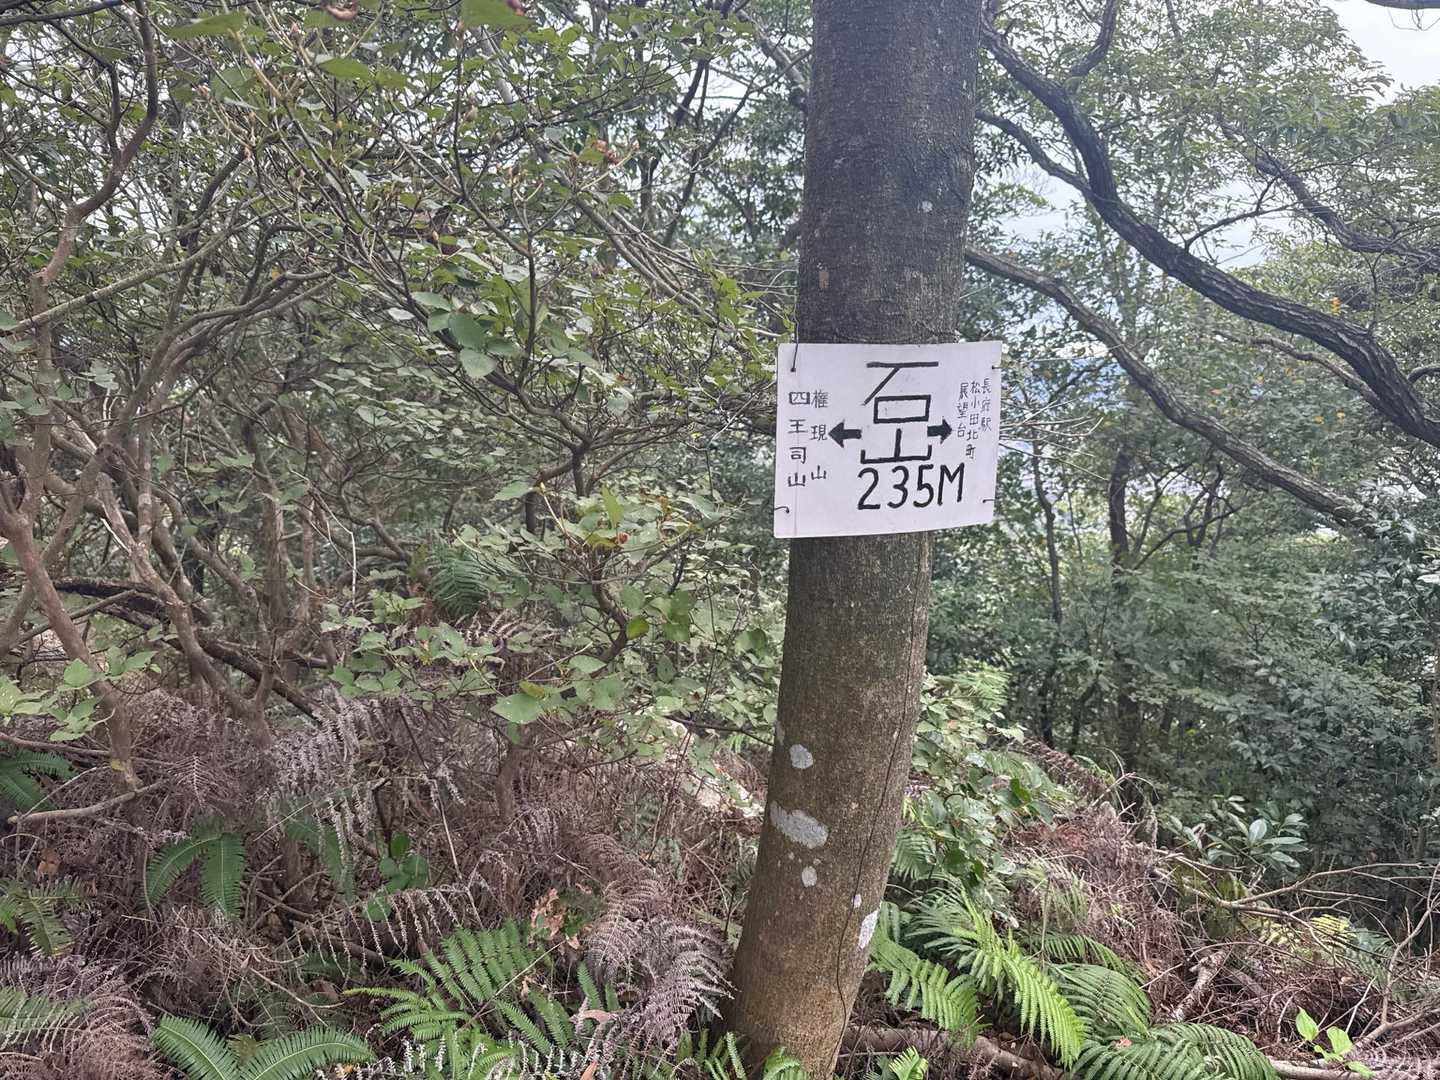 石山
235M
長府駅
松小田北町
展望台
権現山
四王司山